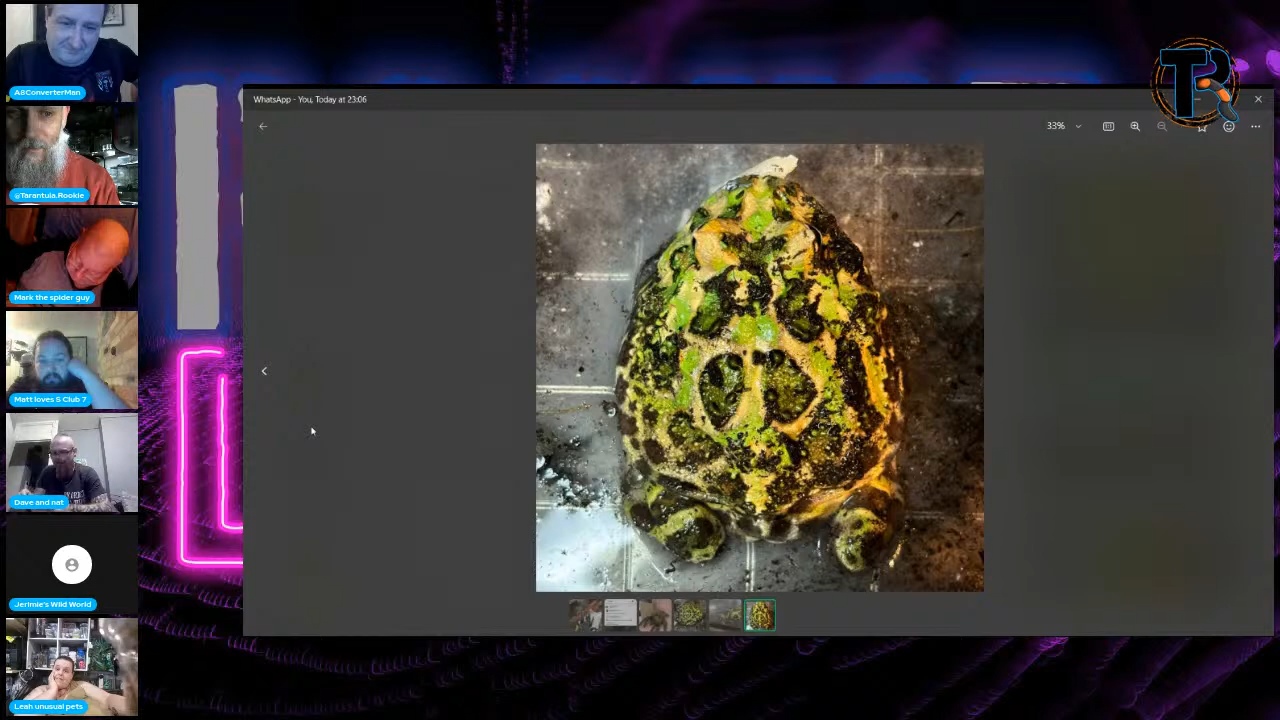 A8ConverterMan
@Tarantula.Rookie
Mark the spider guy
Matt loves S Club 7
Dave and nat
Jerimie's Wild World
Leah unusual pets
WhatsApp - You, Today at 23:06
33%
TR